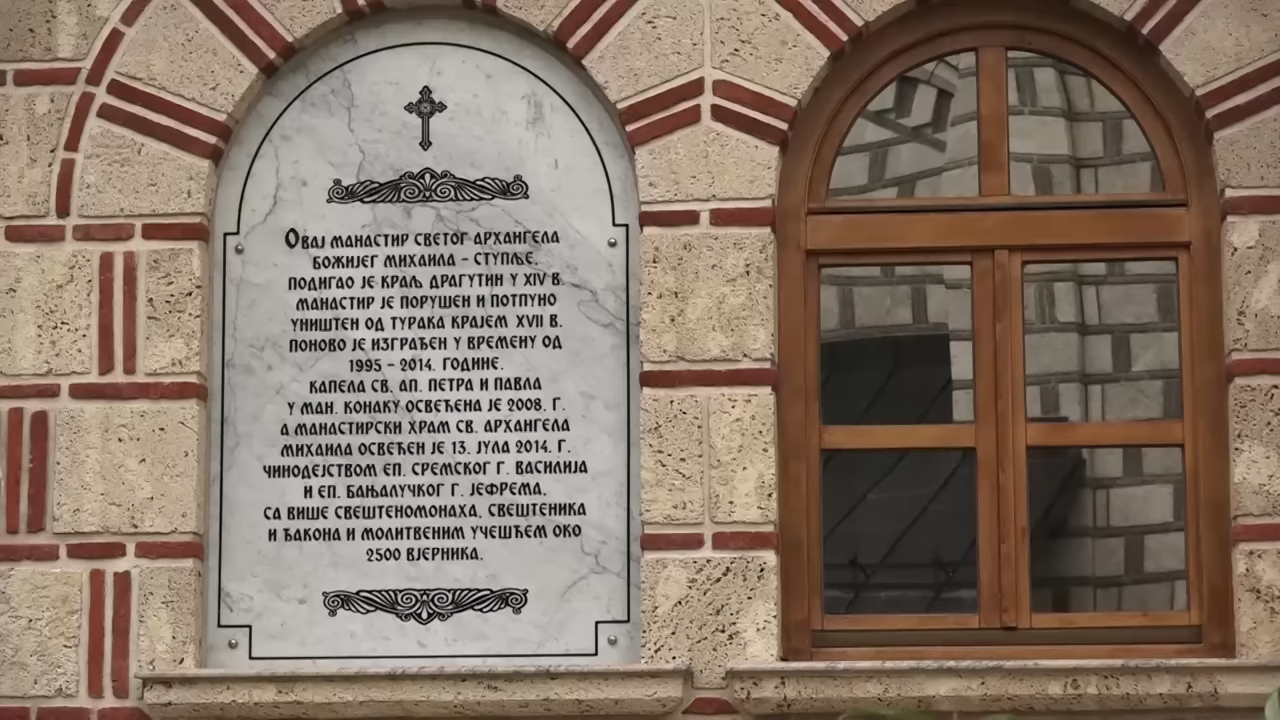 Овај манастир светог архангела
Божијег Михаила - Ступље.
подигао је краљ Драгутин у XIV в.
манастир је порушен и потпуно
уништен од Турака крајем XVII в.
поново је изграђен у времену од
1995 - 2014. године.
капела св. ап. Петра и Павла
у ман. конаку освећена је 2008. г.
а манастирски храм св. архангела
Михаила освећен је 13. јула 2014. г.
чинодејством еп. сремског г. Василија
и еп. бањалучког г. Јефрема,
са више свештеномонаха, свештеника
и ђакона и молитвеним учешћем око
2500 вјерника.